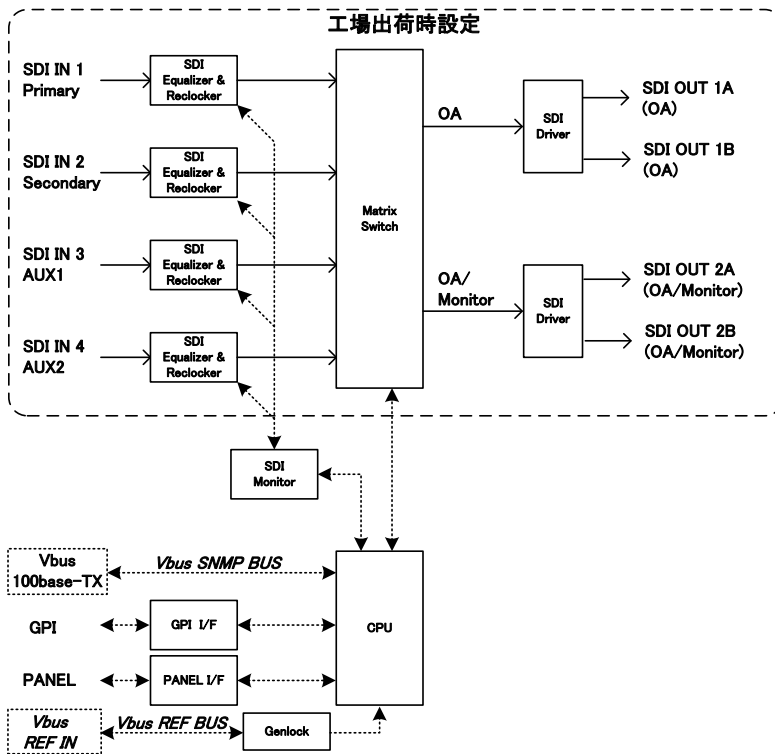 工場出荷時設定
SDI IN 1
Primary
SDI
Equalizer &
Reclocker
SDI IN 2
Secondary
SDI
Equalizer &
Reclocker
SDI IN 3
AUX1
SDI
Equalizer &
Reclocker
SDI IN 4
AUX2
SDI
Equalizer &
Reclocker
Matrix
Switch
OA
SDI
Driver
SDI OUT 1A
(OA)
SDI OUT 1B
(OA)
OA/
Monitor
SDI
Driver
SDI OUT 2A
(OA/Monitor)
SDI OUT 2B
(OA/Monitor)
SDI
Monitor
Vbus
100base-TX
Vbus SNMP BUS
CPU
GPI
GPI I/F
PANEL
PANEL I/F
Vbus
REF IN
Vbus REF BUS
Genlock